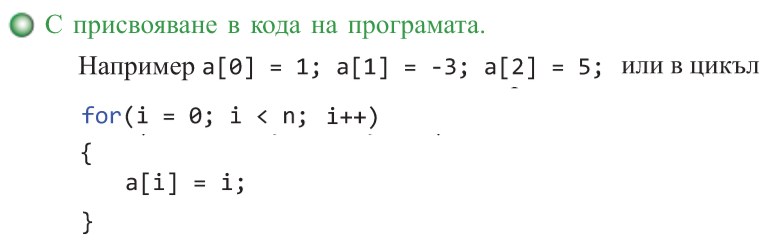 С присвояване в кода на програмата.
Например a[0] = 1; a[1] = -3; a[2] = 5; или в цикъл
for(i = 0; i < n; i++)
{
a[i] = i;
}